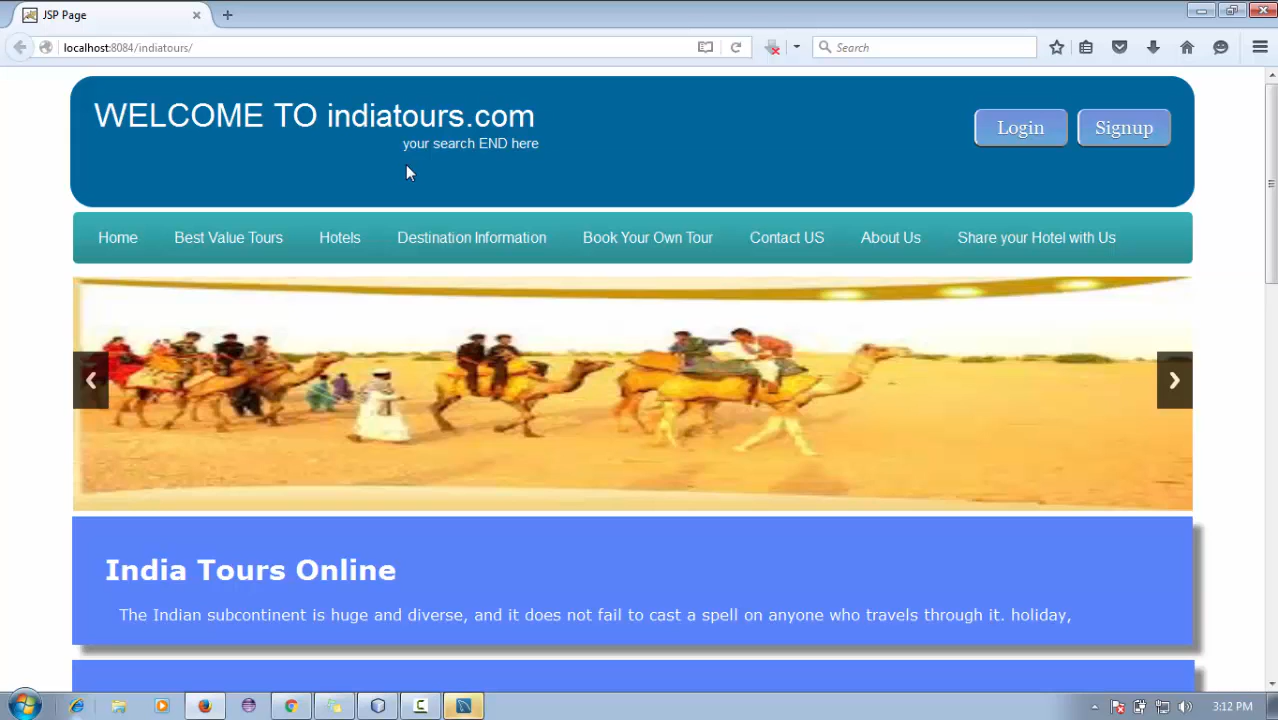 JSP Page
localhost:8084/indiatours/
Search
WELCOME TO indiatours.com
your search END here
Login
Signup
Home
Best Value Tours
Hotels
Destination Information
Book Your Own Tour
Contact US
About Us
Share your Hotel with Us
India Tours Online
The Indian subcontinent is huge and diverse, and it does not fail to cast a spell on anyone who travels through it. holiday,
3:12 PM